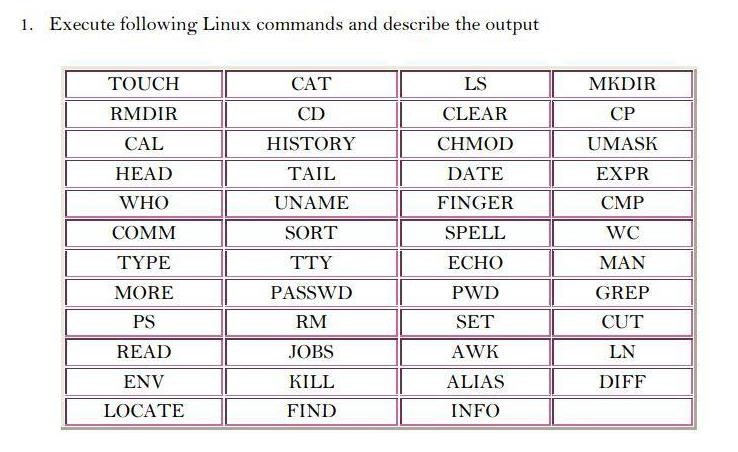 1. Execute following Linux commands and describe the output
TOUCH CAT LS MKDIR
RMDIR CD CLEAR CP
CAL HISTORY CHMOD UMASK
HEAD TAIL DATE EXPR
WHO UNAME FINGER CMP
COMM SORT SPELL WC
TYPE TTY ECHO MAN
MORE PASSWD PWD GREP
PS RM SET CUT
READ JOBS AWK LN
ENV KILL ALIAS DIFF
LOCATE FIND INFO